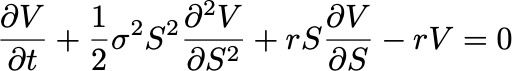 ∂V/∂t + 1/2 σ²S² ∂²V/∂S² + rS ∂V/∂S − rV = 0